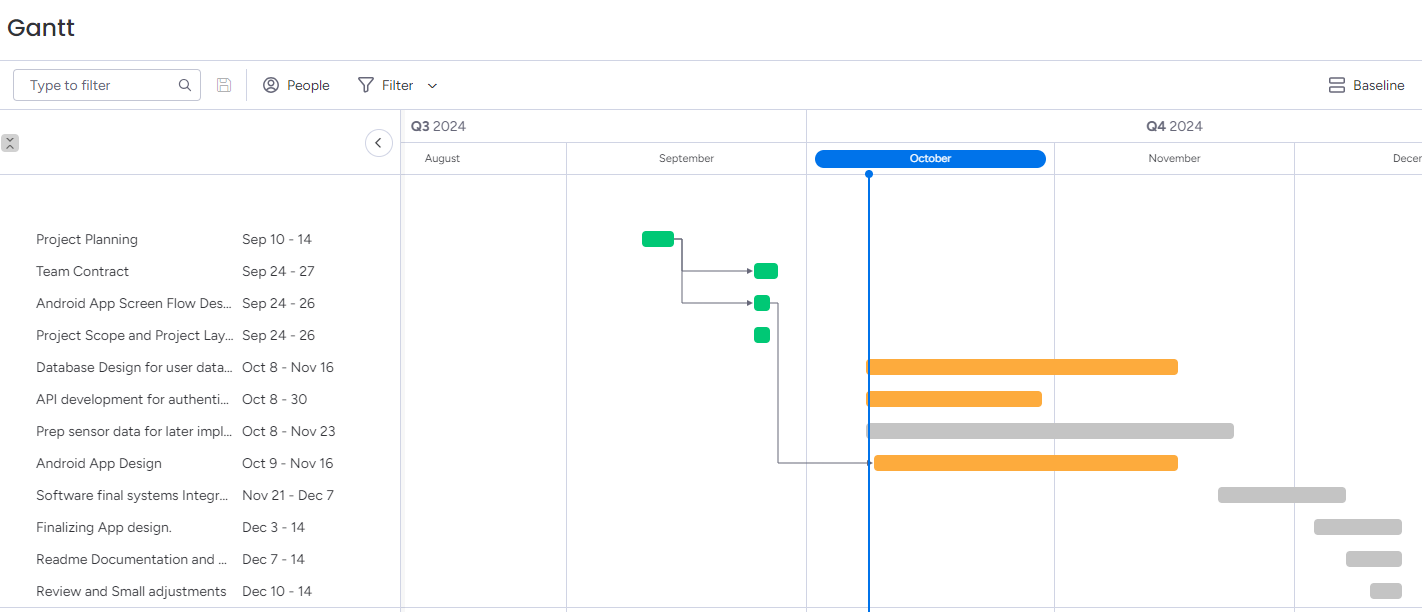 Gantt
Type to filter People Filter Baseline
Q3 2024 Q4 2024
August September October November Decem
Project Planning Sep 10 - 14
Team Contract Sep 24 - 27
Android App Screen Flow Des... Sep 24 - 26
Project Scope and Project Lay... Sep 24 - 26
Database Design for user data... Oct 8 - Nov 16
API development for authenti... Oct 8 - 30
Prep sensor data for later impl... Oct 8 - Nov 23
Android App Design Oct 9 - Nov 16
Software final systems Integr... Nov 21 - Dec 7
Finalizing App design. Dec 3 - 14
Readme Documentation and ... Dec 7 - 14
Review and Small adjustments Dec 10 - 14